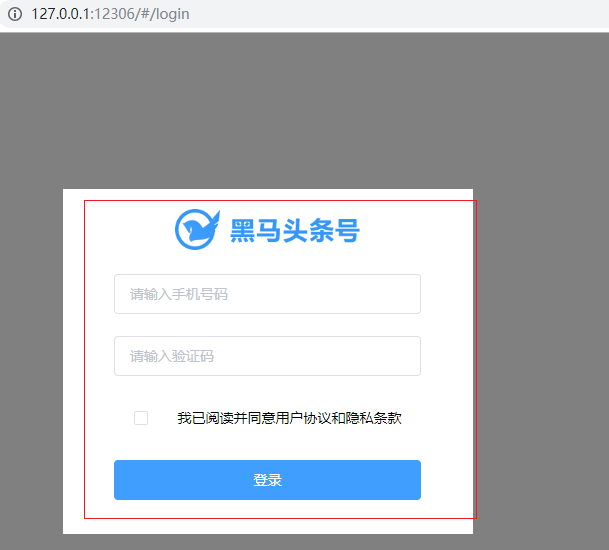 127.0.0.1:12306/#/login
黑马头条号
请输入手机号码
请输入验证码
我已阅读并同意用户协议和隐私条款
登录